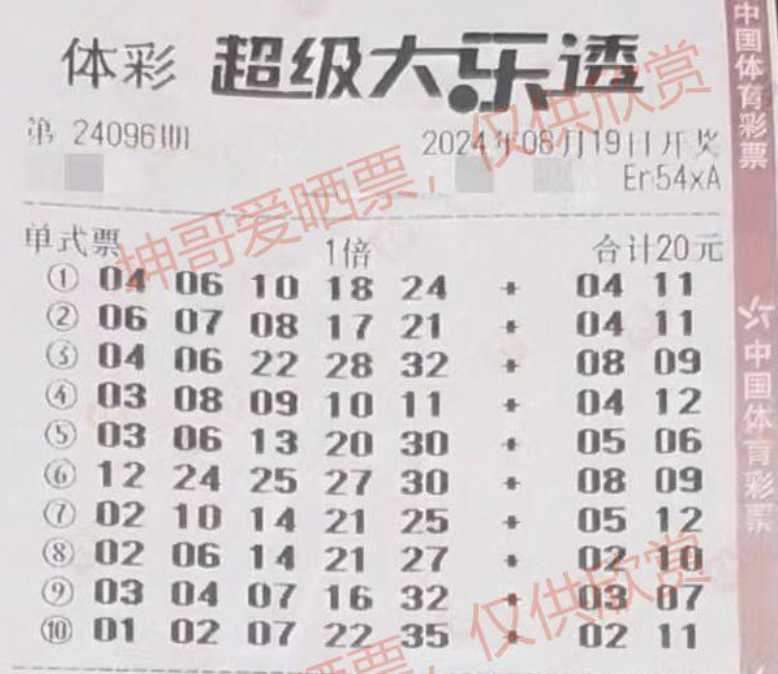 体彩 超级大乐透
第 24096期 2024年08月19日开奖
Er54xA
单式票 1倍 合计20元
① 04 06 10 18 24 + 04 11
② 06 07 08 17 21 + 04 11
③ 04 06 22 28 32 + 08 09
④ 03 08 09 10 11 + 04 12
⑤ 03 06 13 20 30 + 05 06
⑥ 12 24 25 27 30 + 08 09
⑦ 02 10 14 21 25 + 05 12
⑧ 02 06 14 21 27 + 02 10
⑨ 03 04 07 16 32 + 03 07
⑩ 01 02 07 22 35 + 02 11
坤哥爱晒票,仅供欣赏
晒票,仅供欣赏
中国体育彩票
中国体育彩票